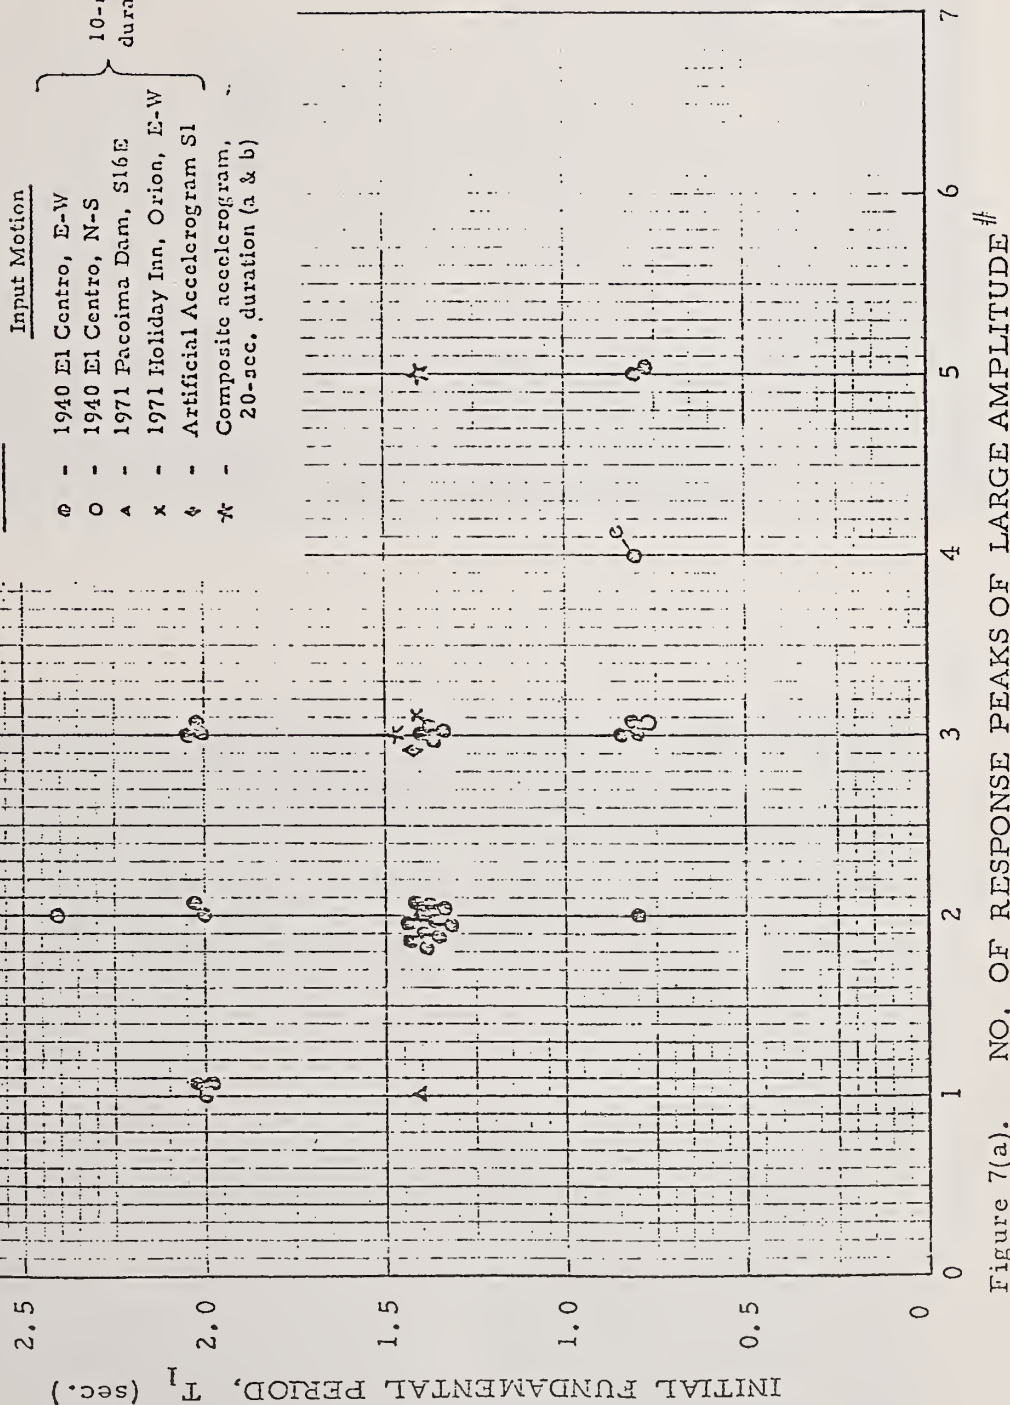 Input Motion
- 1940 El Centro, E-W
- 1940 El Centro, N-S
- 1971 Pacoima Dam, S16E
- 1971 Holiday Inn, Orion, E-W
- Artificial Accelerogram S1
- Composite accelerogram,
20-sec. duration (a & b)
10-
INITIAL FUNDAMENTAL PERIOD, T1 (sec.)
2.5
2.0
1.5
1.0
0.5
0
0 1 2 3 4 5 6 7
Figure 7(a). NO. OF RESPONSE PEAKS OF LARGE AMPLITUDE#